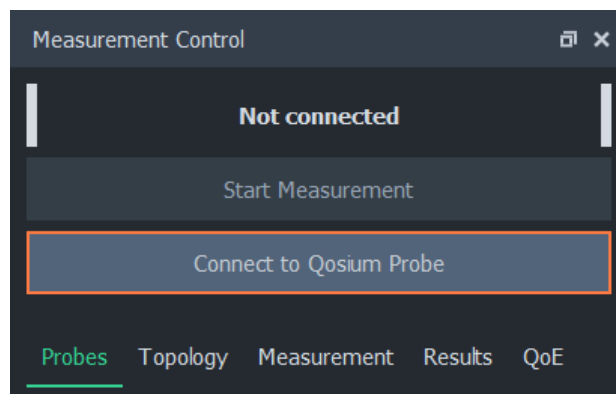 Measurement Control
Not connected
Start Measurement
Connect to Qosium Probe
Probes Topology Measurement Results QoE